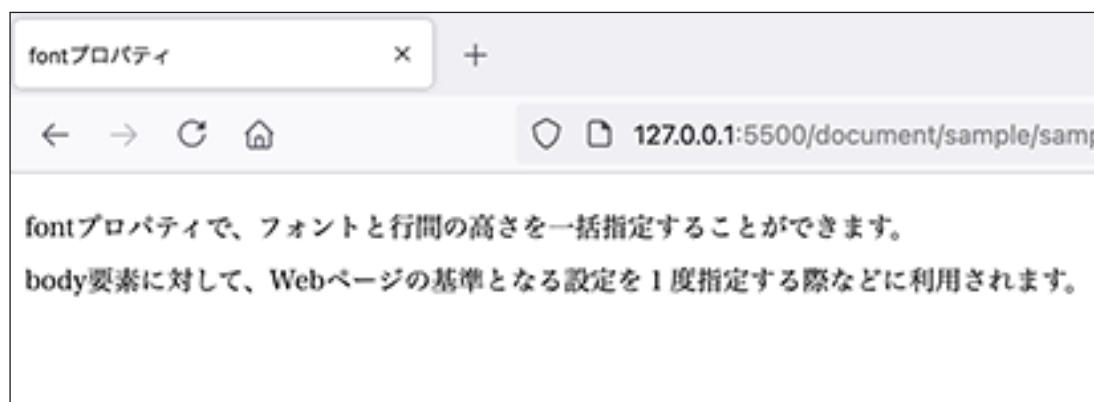 fontプロパティ
127.0.0.1:5500/document/sample/samp
fontプロパティで、フォントと行間の高さを一括指定することができます。
body要素に対して、Webページの基準となる設定を1度指定する際などに利用されます。